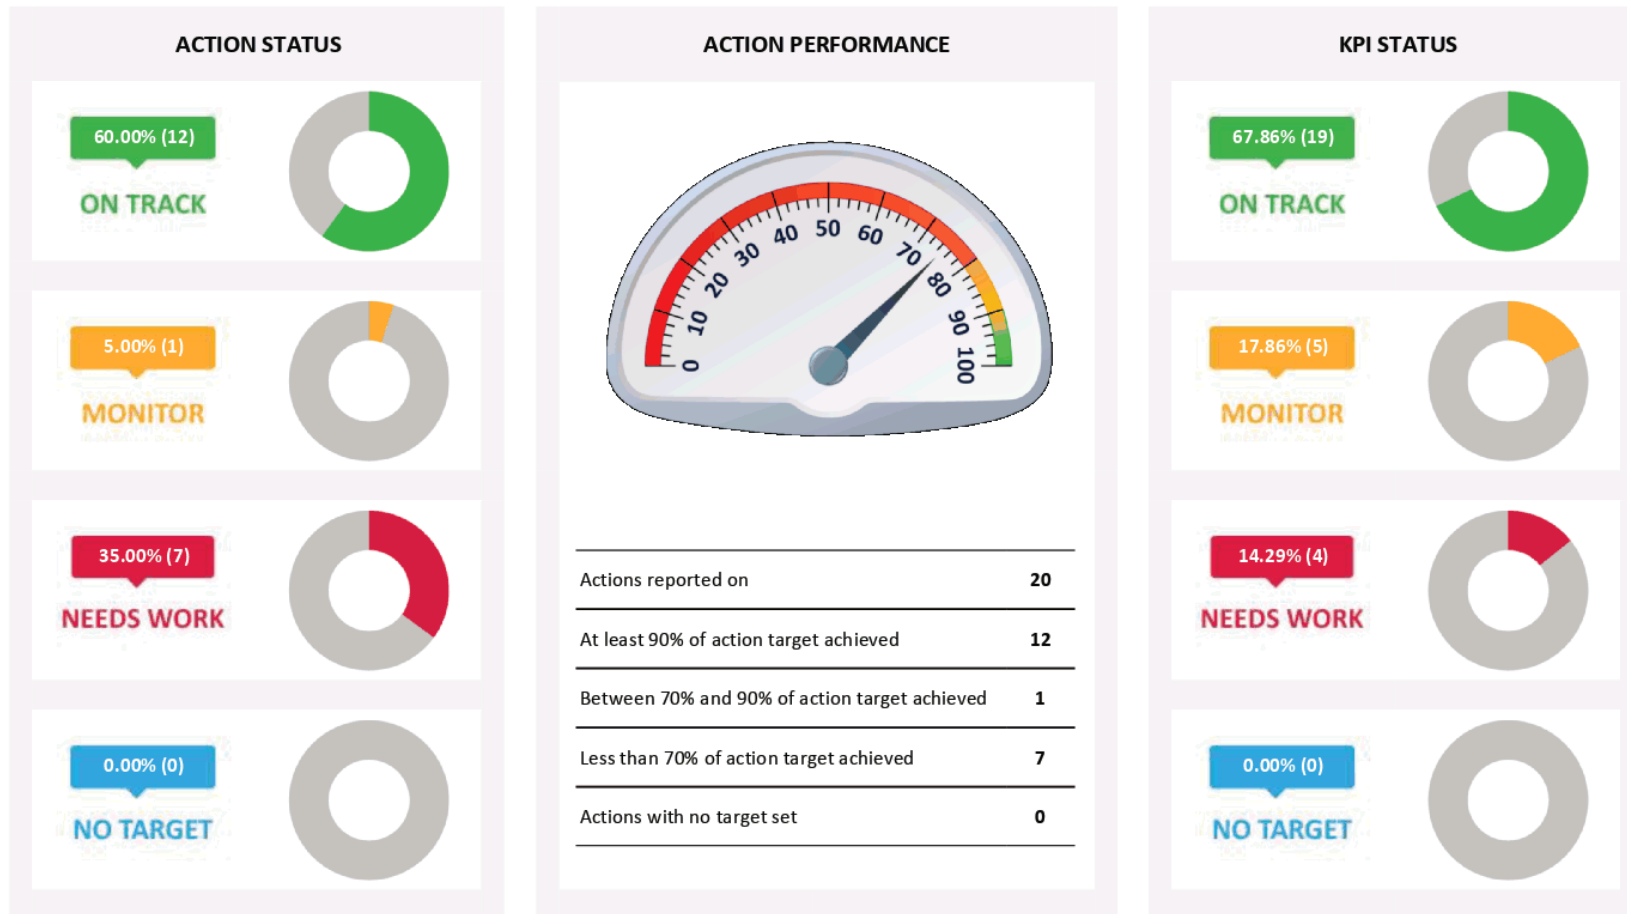 ACTION STATUS
60.00% (12)
ON TRACK
5.00% (1)
MONITOR
35.00% (7)
NEEDS WORK
0.00% (0)
NO TARGET
ACTION PERFORMANCE
0
10
20
30
40
50
60
70
80
90
100
Actions reported on 20
At least 90% of action target achieved 12
Between 70% and 90% of action target achieved 1
Less than 70% of action target achieved 7
Actions with no target set 0
KPI STATUS
67.86% (19)
ON TRACK
17.86% (5)
MONITOR
14.29% (4)
NEEDS WORK
0.00% (0)
NO TARGET